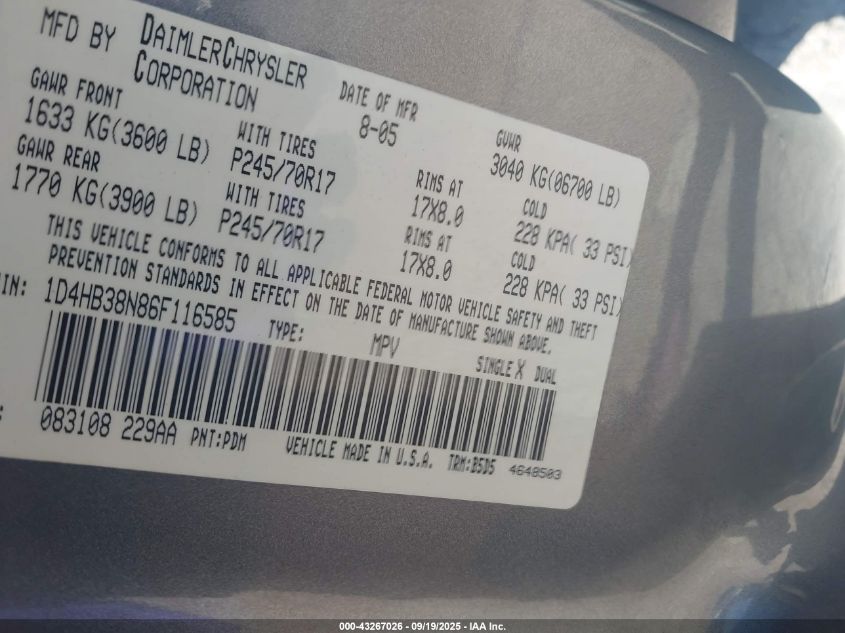 MFD BY DAIMLERCHRYSLER CORPORATION
DATE OF MFR 8-05
GVWR 3040 KG(06700 LB)
GAWR FRONT 1633 KG(3600 LB)
WITH TIRES P245/70R17
RIMS AT 17X8.0
COLD 228 KPA( 33 PSI)
GAWR REAR 1770 KG(3900 LB)
WITH TIRES P245/70R17
RIMS AT 17X8.0
COLD 228 KPA( 33 PSI)
THIS VEHICLE CONFORMS TO ALL APPLICABLE FEDERAL MOTOR VEHICLE SAFETY AND THEFT
PREVENTION STANDARDS IN EFFECT ON THE DATE OF MANUFACTURE SHOWN ABOVE.
IN: 1D4HB38N86F116585 TYPE: MPV
SINGLE X DUAL
: 083108 229AA PNT:PDM VEHICLE MADE IN U.S.A. TRM:B5D5 4648503
000-43267026 - 09/19/2025 - IAA Inc.